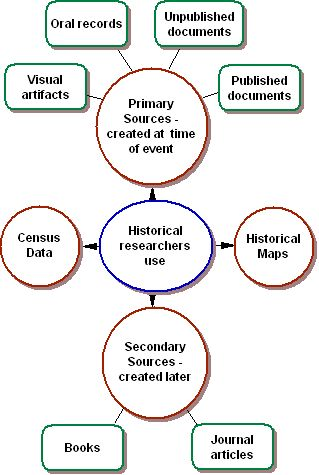 Oral records
Unpublished
documents
Visual
artifacts
Published
documents
Primary
Sources -
created at time
of event
Census
Data
Historical
researchers
use
Historical
Maps
Secondary
Sources -
created later
Books
Journal
articles